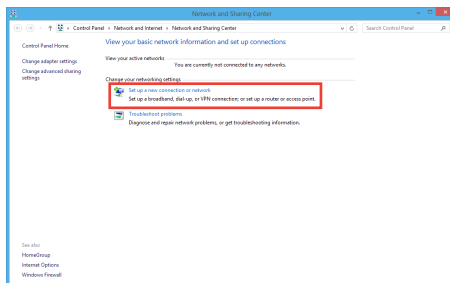 Network and Sharing Center
Control Panel › Network and Internet › Network and Sharing Center
Search Control Panel
Control Panel Home
Change adapter settings
Change advanced sharing
settings
View your basic network information and set up connections
View your active networks
You are currently not connected to any networks.
Change your networking settings
Set up a new connection or network
Set up a broadband, dial-up, or VPN connection; or set up a router or access point.
Troubleshoot problems
Diagnose and repair network problems, or get troubleshooting information.
See also
HomeGroup
Internet Options
Windows Firewall